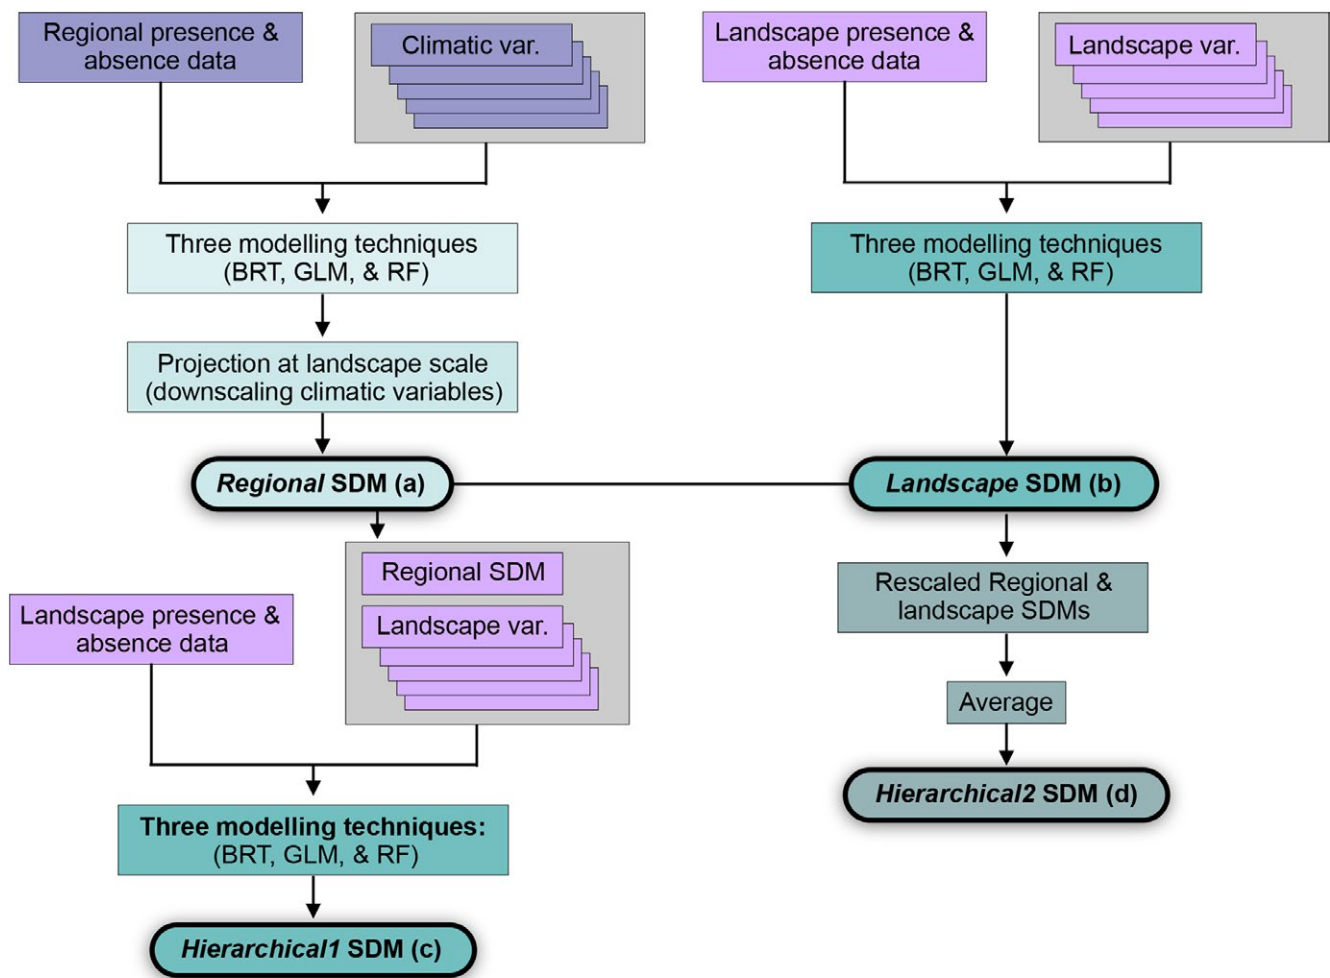 Regional presence &
absence data
Climatic var.
Landscape presence &
absence data
Landscape var.
Three modelling techniques
(BRT, GLM, & RF)
Three modelling techniques
(BRT, GLM, & RF)
Projection at landscape scale
(downscaling climatic variables)
Regional SDM (a)
Landscape SDM (b)
Regional SDM
Landscape var.
Landscape presence &
absence data
Rescaled Regional &
landscape SDMs
Average
Hierarchical2 SDM (d)
Three modelling techniques:
(BRT, GLM, & RF)
Hierarchical1 SDM (c)